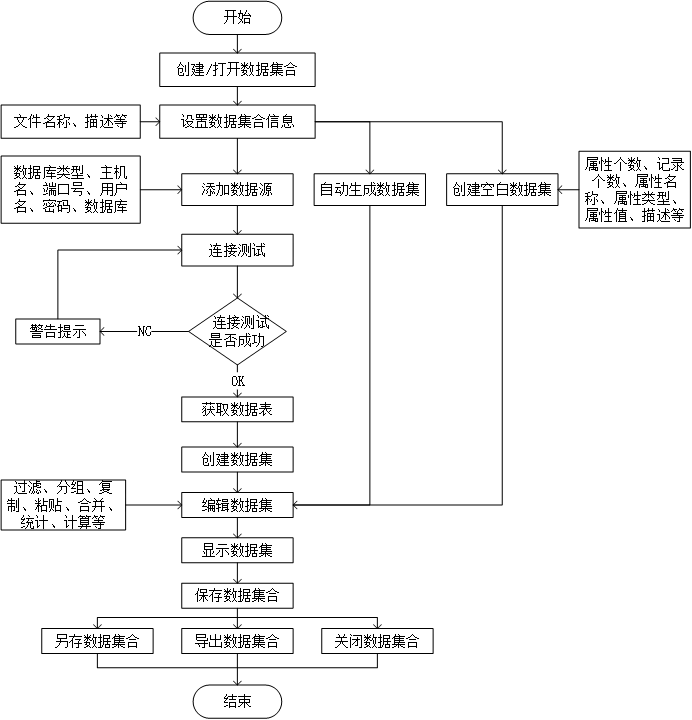 开始
创建/打开数据集合
文件名称、描述等
设置数据集合信息
数据库类型、主机
名、端口号、用户
名、密码、数据库
添加数据源
自动生成数据集
创建空白数据集
属性个数、记录
个数、属性名
称、属性类型、
属性值、描述等
连接测试
警告提示
NG
连接测试
是否成功
OK
获取数据表
创建数据集
过滤、分组、复
制、粘贴、合并、
统计、计算等
编辑数据集
显示数据集
保存数据集合
另存数据集合
导出数据集合
关闭数据集合
结束